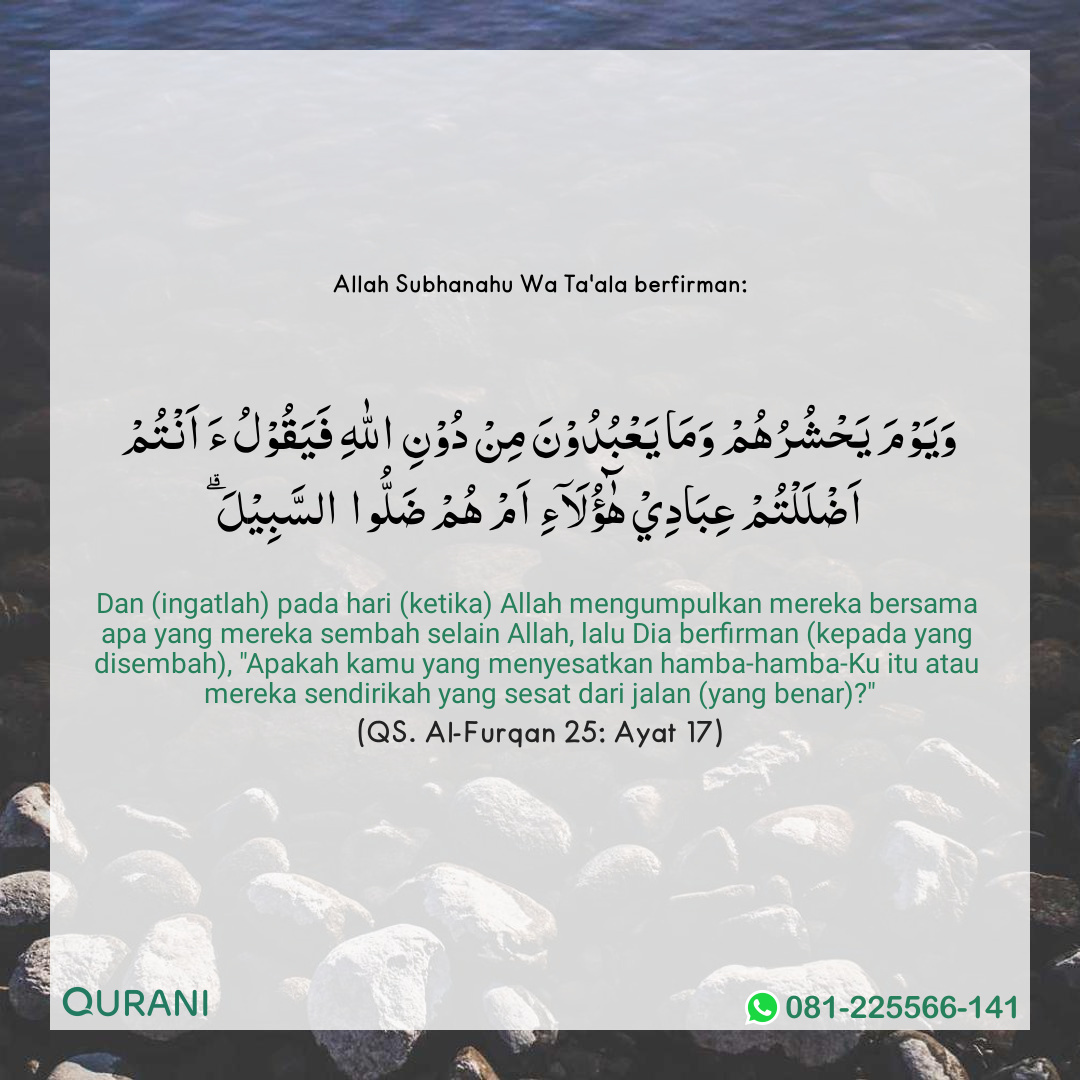 Allah Subhanahu Wa Ta'ala berfirman:
وَيَوْمَ يَحْشُرُهُمْ وَمَا يَعْبُدُوْنَ مِنْ دُوْنِ اللّٰهِ فَيَقُوْلُ ءَ اَنْـتُمْ
اَضْلَلْـتُمْ عِبَادِيْ هٰٓؤُلَآءِ اَمْ هُمْ ضَلُّوا السَّبِيْلَ ۗ
Dan (ingatlah) pada hari (ketika) Allah mengumpulkan mereka bersama
apa yang mereka sembah selain Allah, lalu Dia berfirman (kepada yang
disembah), "Apakah kamu yang menyesatkan hamba-hamba-Ku itu atau
mereka sendirikah yang sesat dari jalan (yang benar)?"
(QS. Al-Furqan 25: Ayat 17)
QURANI
081-225566-141